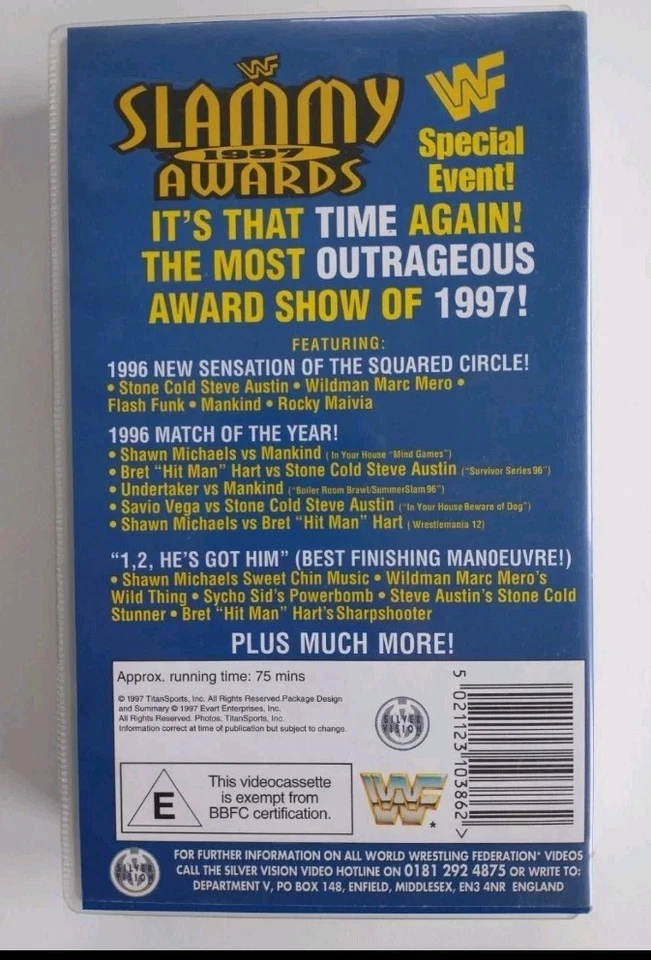 WF
SLAMMY
1997
AWARDS
WF
Special
Event!
IT'S THAT TIME AGAIN!
THE MOST OUTRAGEOUS
AWARD SHOW OF 1997!
FEATURING:
1996 NEW SENSATION OF THE SQUARED CIRCLE!
• Stone Cold Steve Austin • Wildman Marc Mero •
Flash Funk • Mankind • Rocky Maivia
1996 MATCH OF THE YEAR!
• Shawn Michaels vs Mankind ( In Your House "Mind Games")
• Bret "Hit Man" Hart vs Stone Cold Steve Austin ("Survivor Series 96")
• Undertaker vs Mankind ("Boiler Room Brawl/SummerSlam 96")
• Savio Vega vs Stone Cold Steve Austin ("In Your House Beware of Dog")
• Shawn Michaels vs Bret "Hit Man" Hart ( Wrestlemania 12)
"1,2, HE'S GOT HIM" (BEST FINISHING MANOEUVRE!)
• Shawn Michaels Sweet Chin Music • Wildman Marc Mero's
Wild Thing • Sycho Sid's Powerbomb • Steve Austin's Stone Cold
Stunner • Bret "Hit Man" Hart's Sharpshooter
PLUS MUCH MORE!
Approx. running time: 75 mins
© 1997 TitanSports, Inc. All Rights Reserved.Package Design
and Summary © 1997 Evart Enterprises, Inc.
All Rights Reserved. Photos: TitanSports, Inc.
Information correct at time of publication but subject to change.
SILVER
VISION
5 021123 103862 >
E
This videocassette
is exempt from
BBFC certification.
WF
*
SILVER
VISION
FOR FURTHER INFORMATION ON ALL WORLD WRESTLING FEDERATION* VIDEOS
CALL THE SILVER VISION VIDEO HOTLINE ON 0181 292 4875 OR WRITE TO:
DEPARTMENT V, PO BOX 148, ENFIELD, MIDDLESEX, EN3 4NR ENGLAND